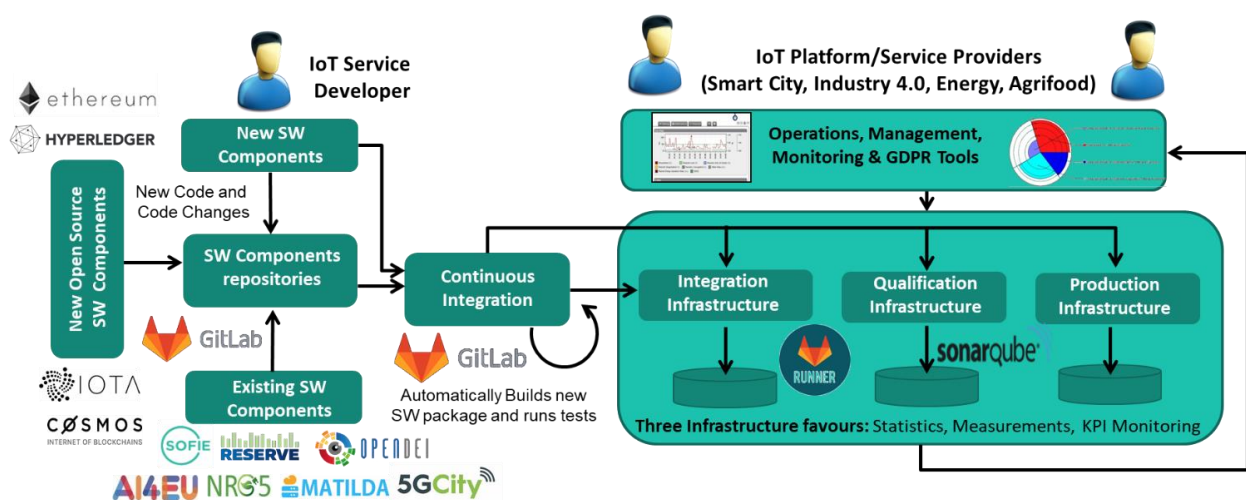 IoT Service
Developer
IoT Platform/Service Providers
(Smart City, Industry 4.0, Energy, Agrifood)
ethereum
HYPERLEDGER
New SW
Components
Operations, Management,
Monitoring & GDPR Tools
New Open Source
SW Components
New Code and
Code Changes
SW Components
repositories
Continuous
Integration
Integration
Infrastructure
Qualification
Infrastructure
Production
Infrastructure
GitLab
GitLab
RUNNER
sonarqube
IOTA
COSMOS
INTERNET OF BLOCKCHAINS
Existing SW
Components
Automatically Builds new
SW package and runs tests
Three Infrastructure favours: Statistics, Measurements, KPI Monitoring
SOFIE
RESERVE
OPENDEI
AI4EU
NRG5
MATILDA
5GCity